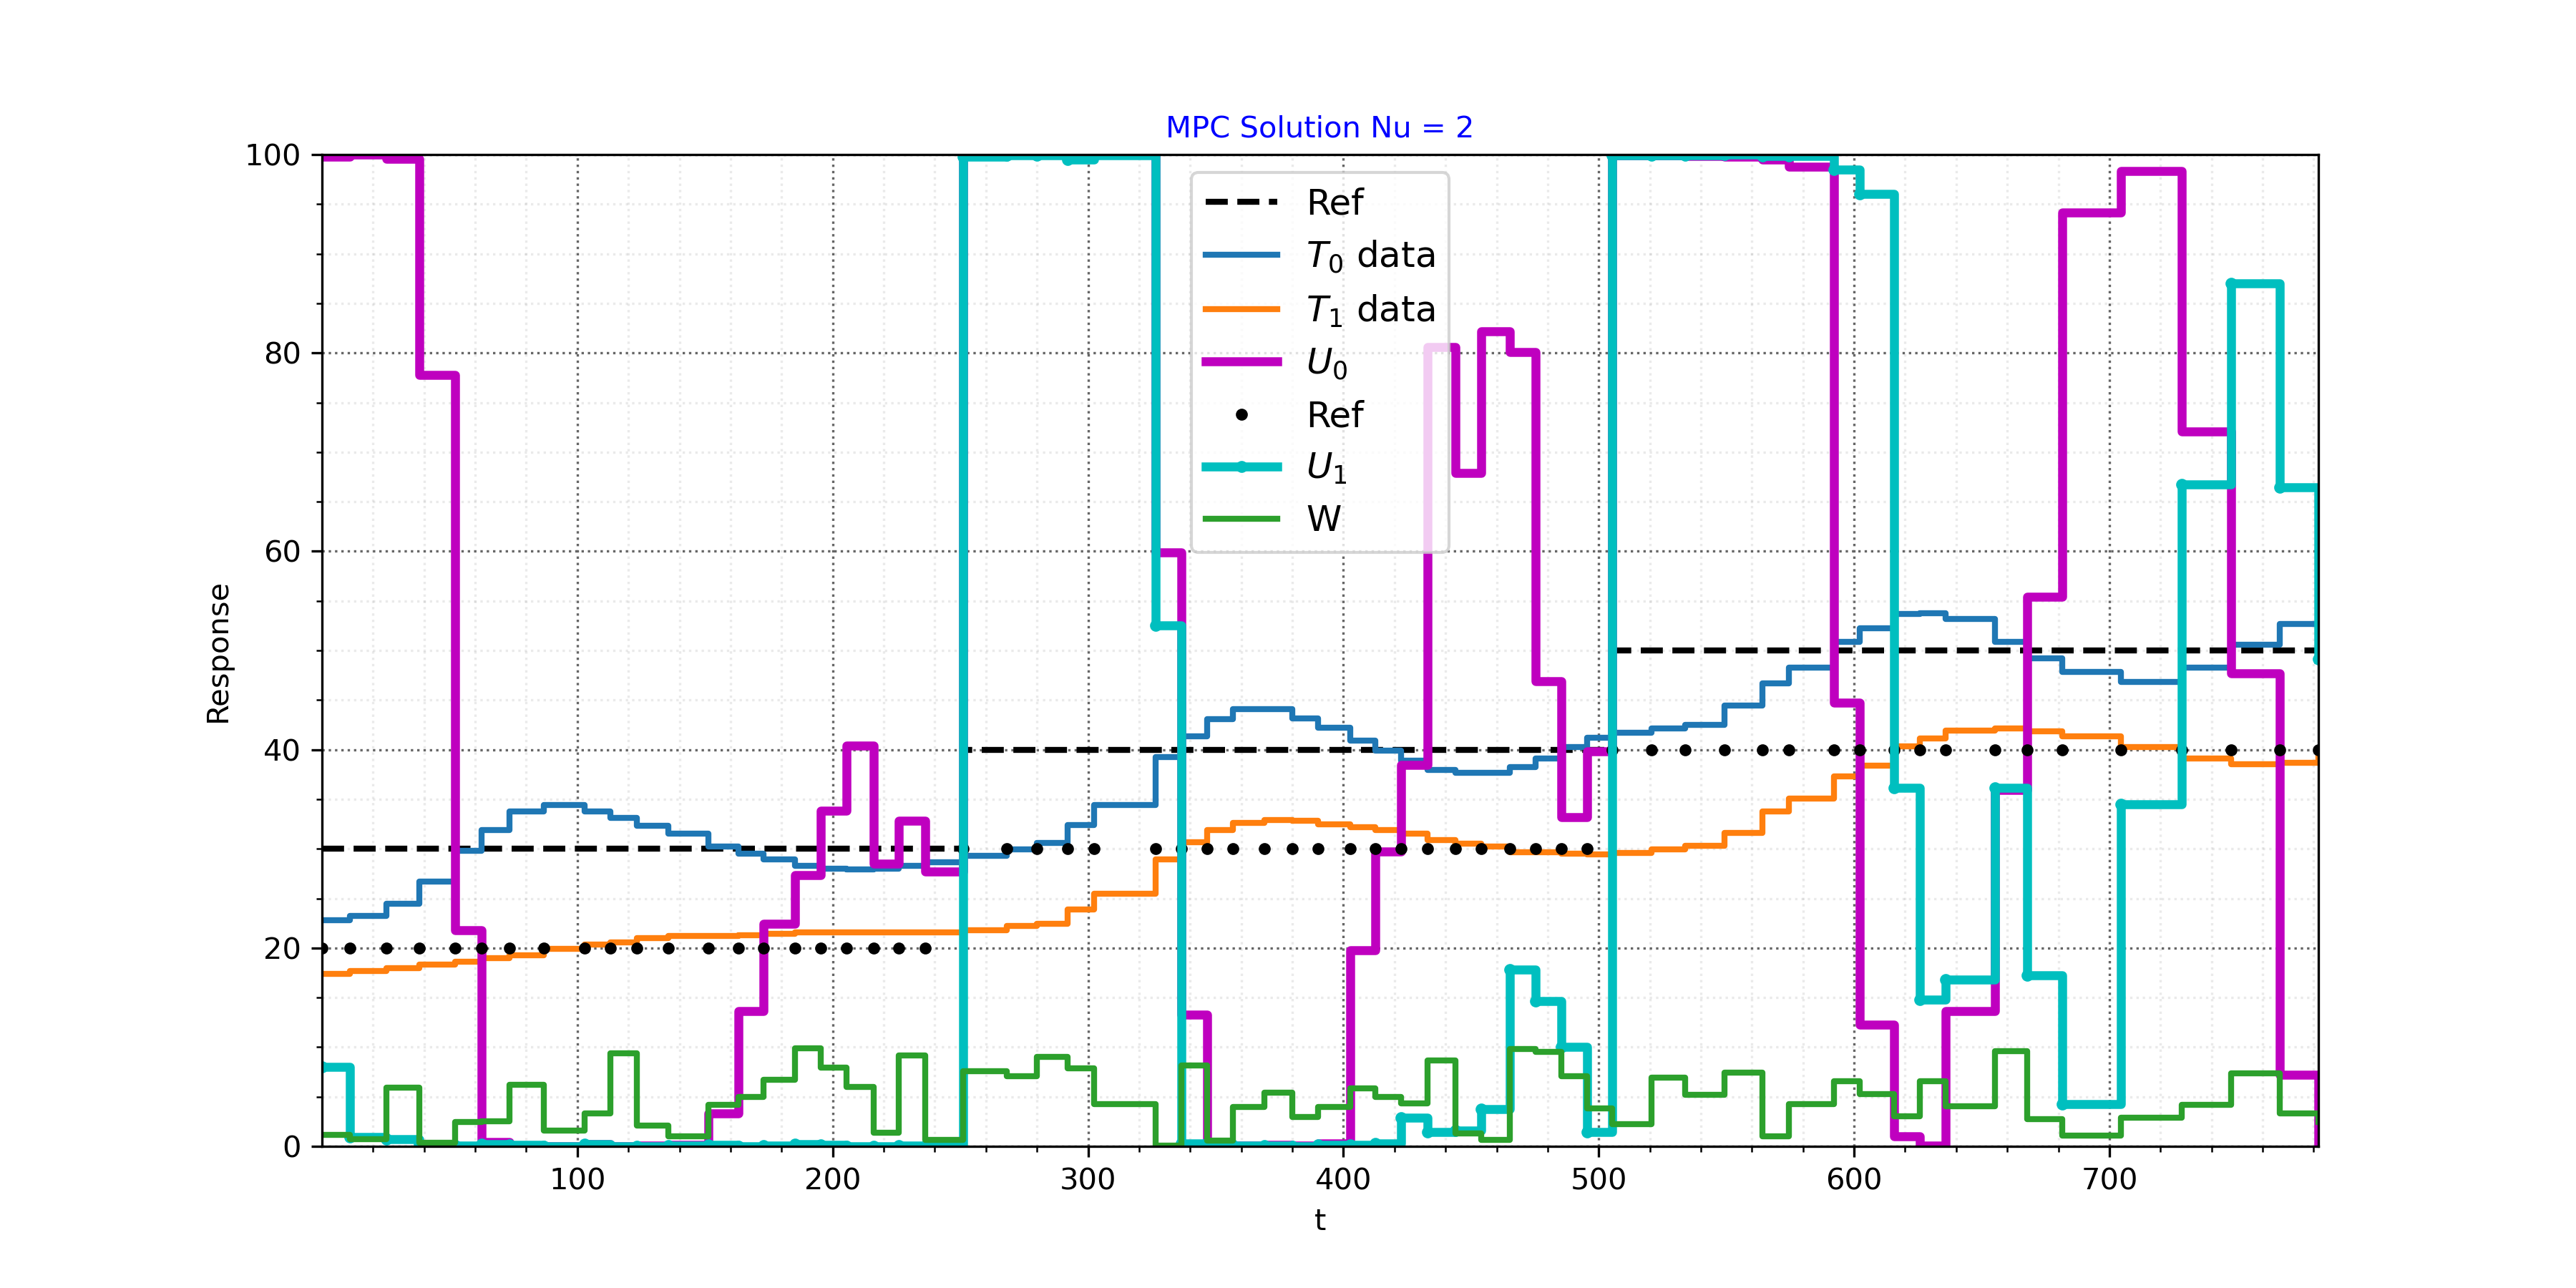 MPC Solution Nu = 2
100
80
60
40
20
0
Response
Ref
T₀ data
T₁ data
U₀
Ref
U₁
W
100 200 300 400 500 600 700
t